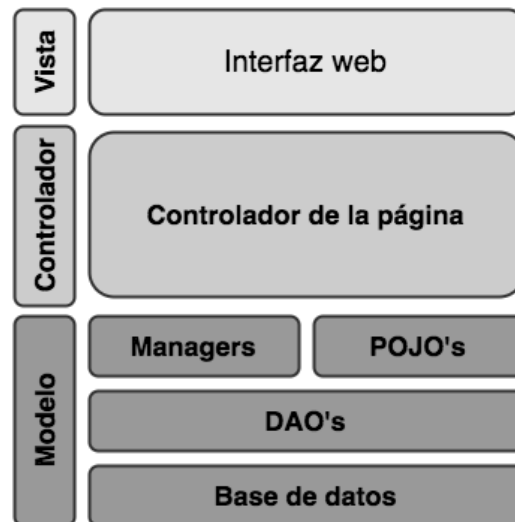 Vista
Interfaz web
Controlador
Controlador de la página
Modelo
Managers
POJO's
DAO's
Base de datos